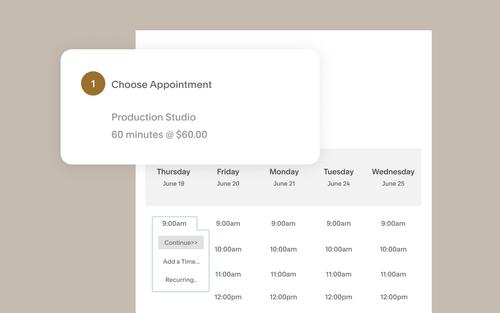 1 Choose Appointment
Production Studio
60 minutes @ $60.00
Thursday Friday Monday Tuesday Wednesday
June 19 June 20 June 21 June 24 June 25
9:00am 9:00am 9:00am 9:00am 9:00am
Continue>> 10:00am 10:00am 10:00am 10:00am
Add a Time...
Recurring.. 11:00am 11:00am 11:00am 11:00am
12:00pm 12:00pm 12:00pm 12:00pm